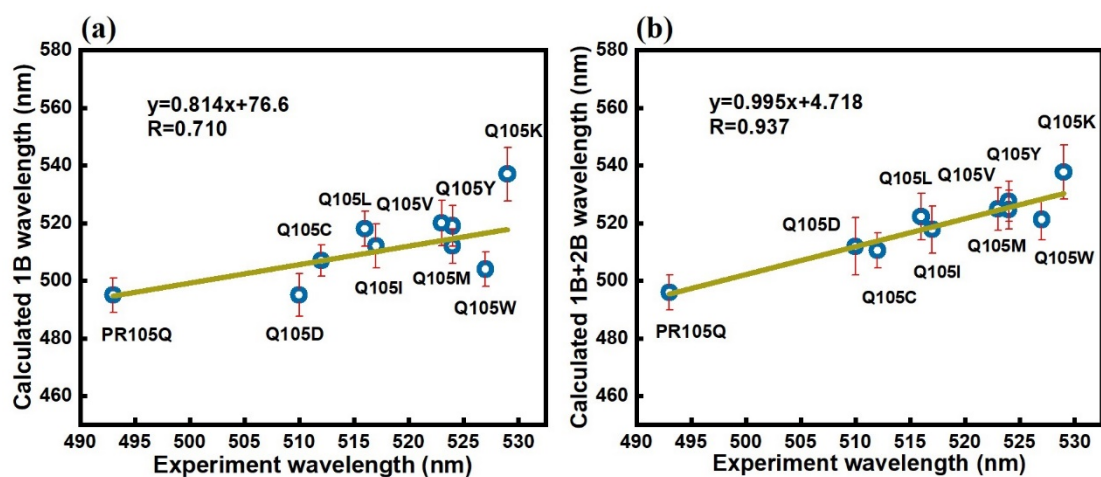 (a)
Calculated 1B wavelength (nm)
580
560
540
520
500
480
460
y=0.814x+76.6
R=0.710
Q105K
Q105Y
Q105V
Q105L
Q105C
Q105M
Q105I
Q105W
Q105D
PR105Q
490 495 500 505 510 515 520 525 530
Experiment wavelength (nm)
(b)
Calculated 1B+2B wavelength (nm)
580
560
540
520
500
480
460
y=0.995x+4.718
R=0.937
Q105K
Q105Y
Q105V
Q105L
Q105D
Q105M
Q105W
Q105I
Q105C
PR105Q
490 495 500 505 510 515 520 525 530
Experiment wavelength (nm)